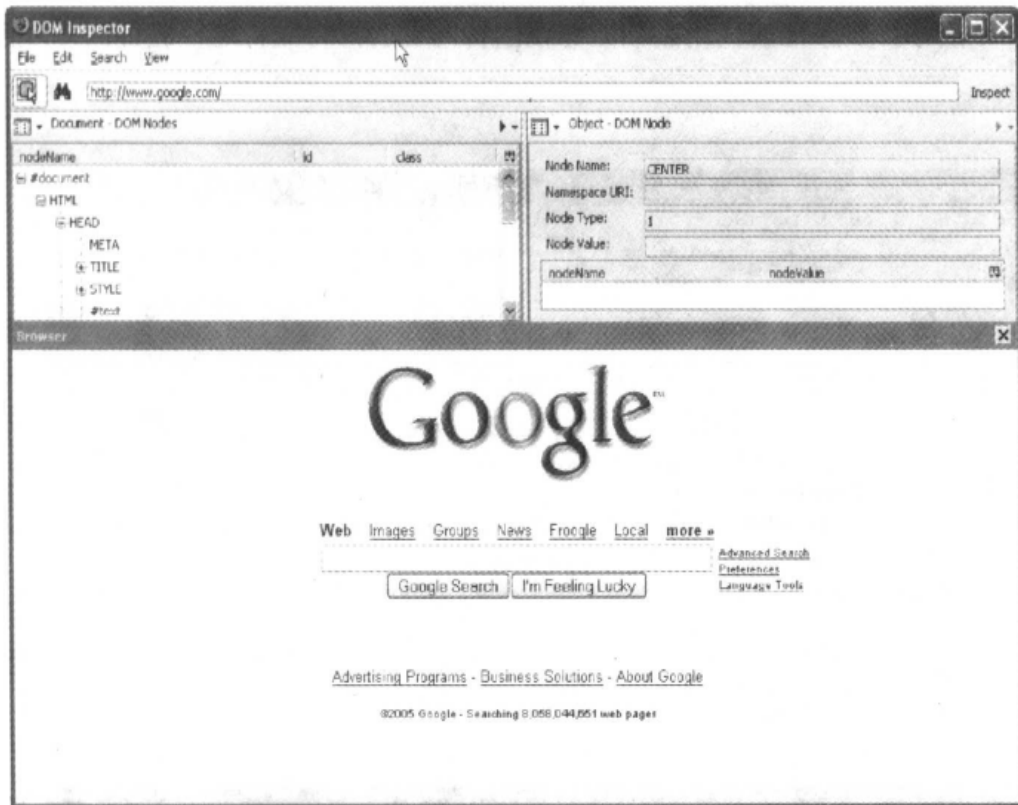 DOM Inspector
File Edit Search View
http://www.google.com/ Inspect
Document - DOM Nodes
nodeName id class
#document
HTML
HEAD
META
TITLE
STYLE
#text
Object - DOM Node
Node Name: CENTER
Namespace URI:
Node Type: 1
Node Value:
nodeName nodeValue
Browser
Google™
Web Images Groups News Froogle Local more »
Advanced Search
Preferences
Language Tools
Google Search I'm Feeling Lucky
Advertising Programs - Business Solutions - About Google
©2005 Google - Searching 8,058,044,651 web pages